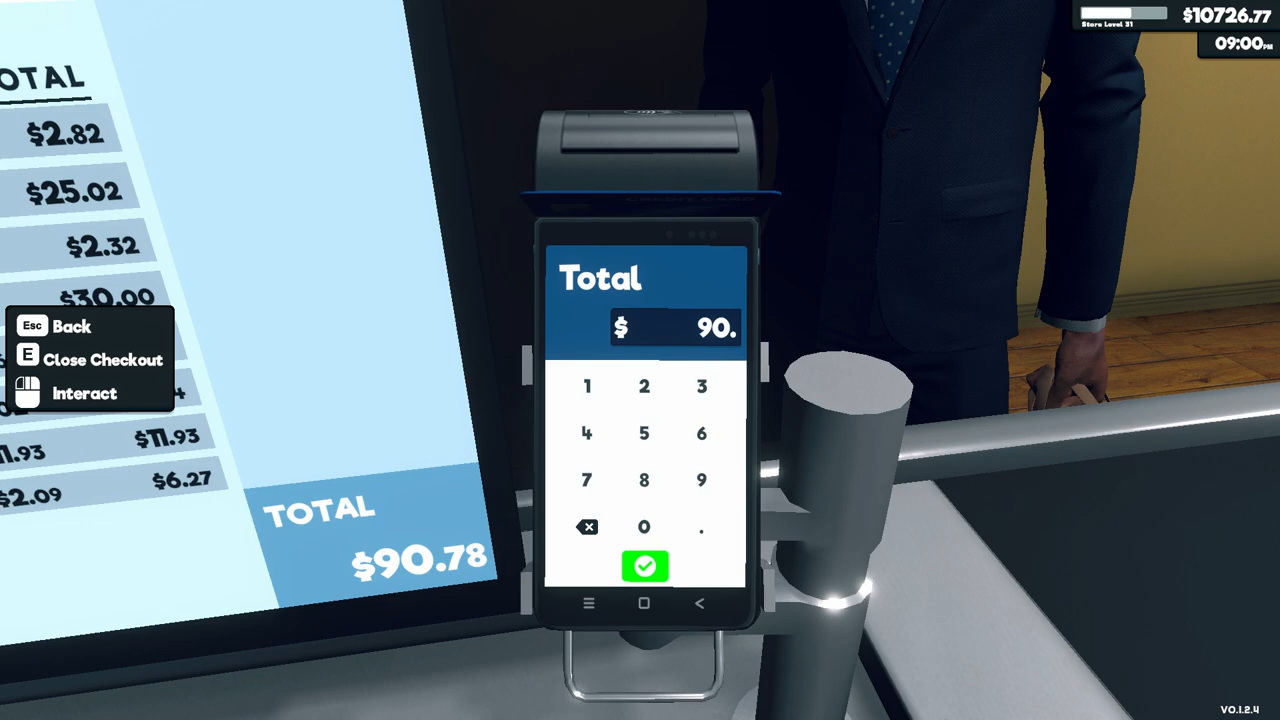 $10726.77
Store Level 31
09:00PM
TOTAL
$2.82
$25.02
$2.32
$30.00
Esc Back
E Close Checkout
Interact
$11.93
$2.09 $6.27
TOTAL
$90.78
CREDIT CARD
Total
$ 90.
1 2 3
4 5 6
7 8 9
0 .
V0.1.2.4